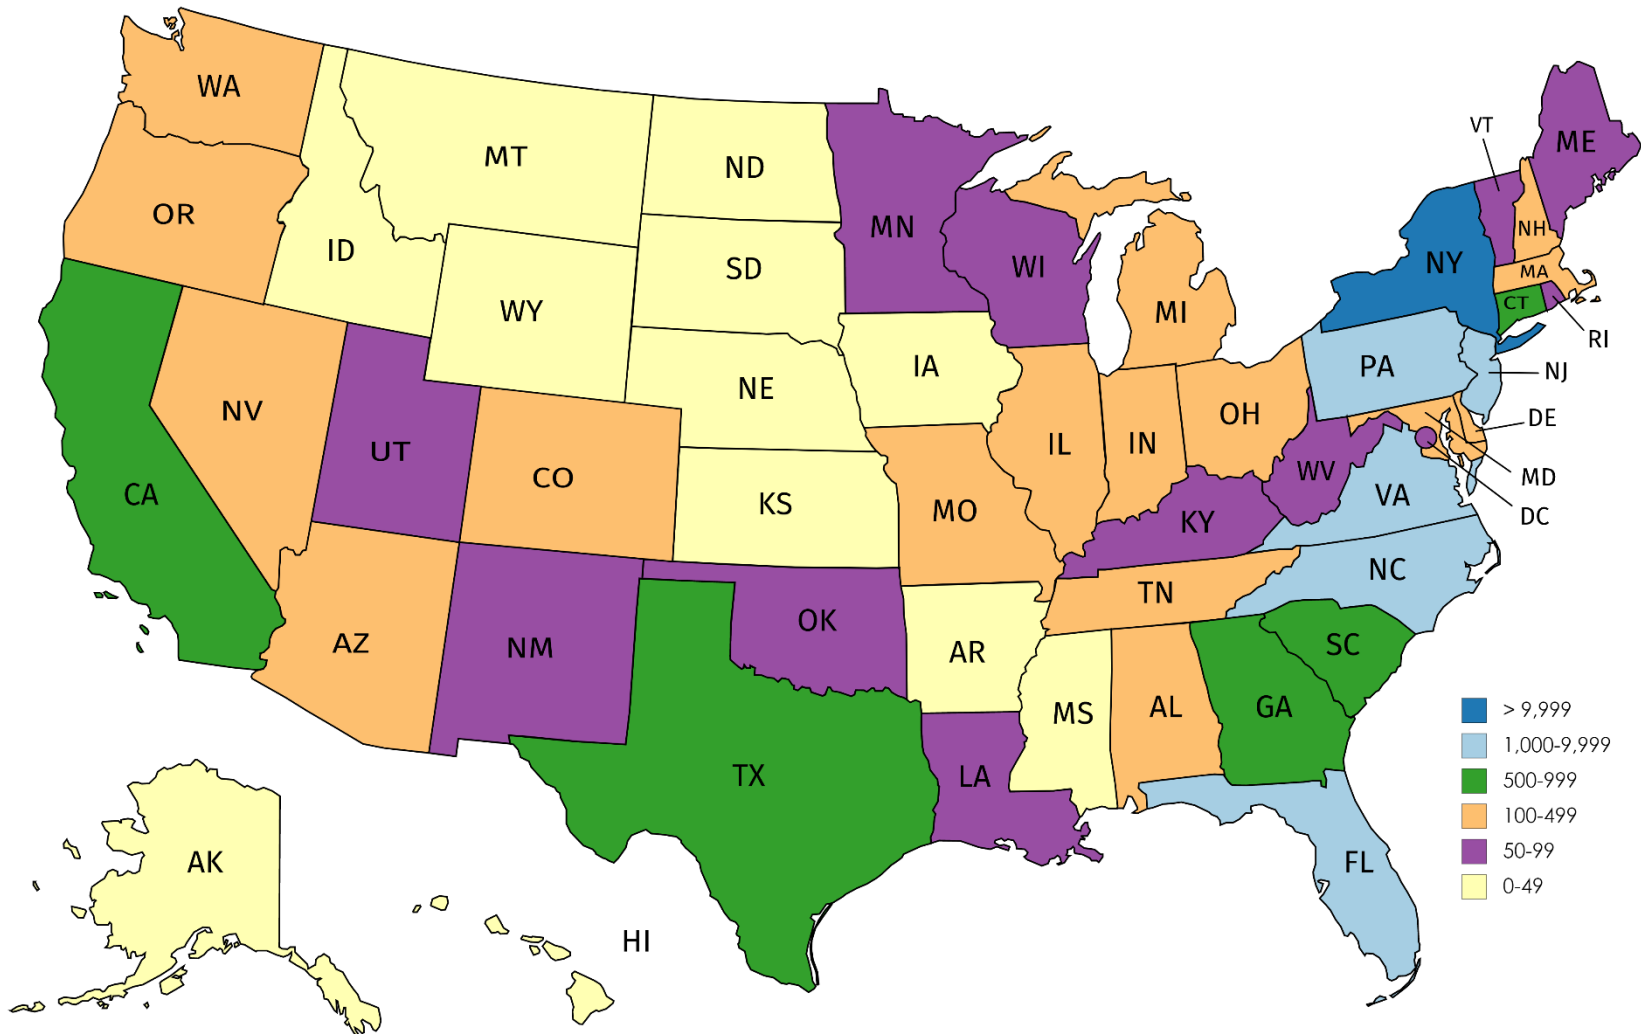 WA
MT
ND
VT
ME
OR
ID
MN
NH
SD
WI
NY
MA
WY
MI
CT
RI
IA
PA
NJ
NE
NV
OH
DE
UT
IL
IN
CO
WV
MD
CA
KS
VA
MO
KY
DC
NC
TN
OK
AZ
NM
AR
SC
MS
AL
GA
> 9,999
1,000-9,999
TX
LA
500-999
100-499
AK
FL
50-99
0-49
HI